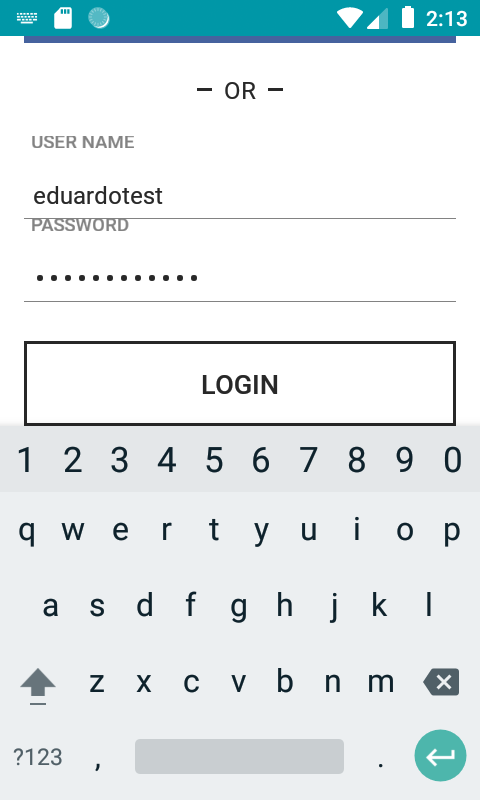 2:13
OR
USER NAME
eduardotest
PASSWORD
••••••••••••
LOGIN
1 2 3 4 5 6 7 8 9 0
q w e r t y u i o p
a s d f g h j k l
z x c v b n m
?123 , .